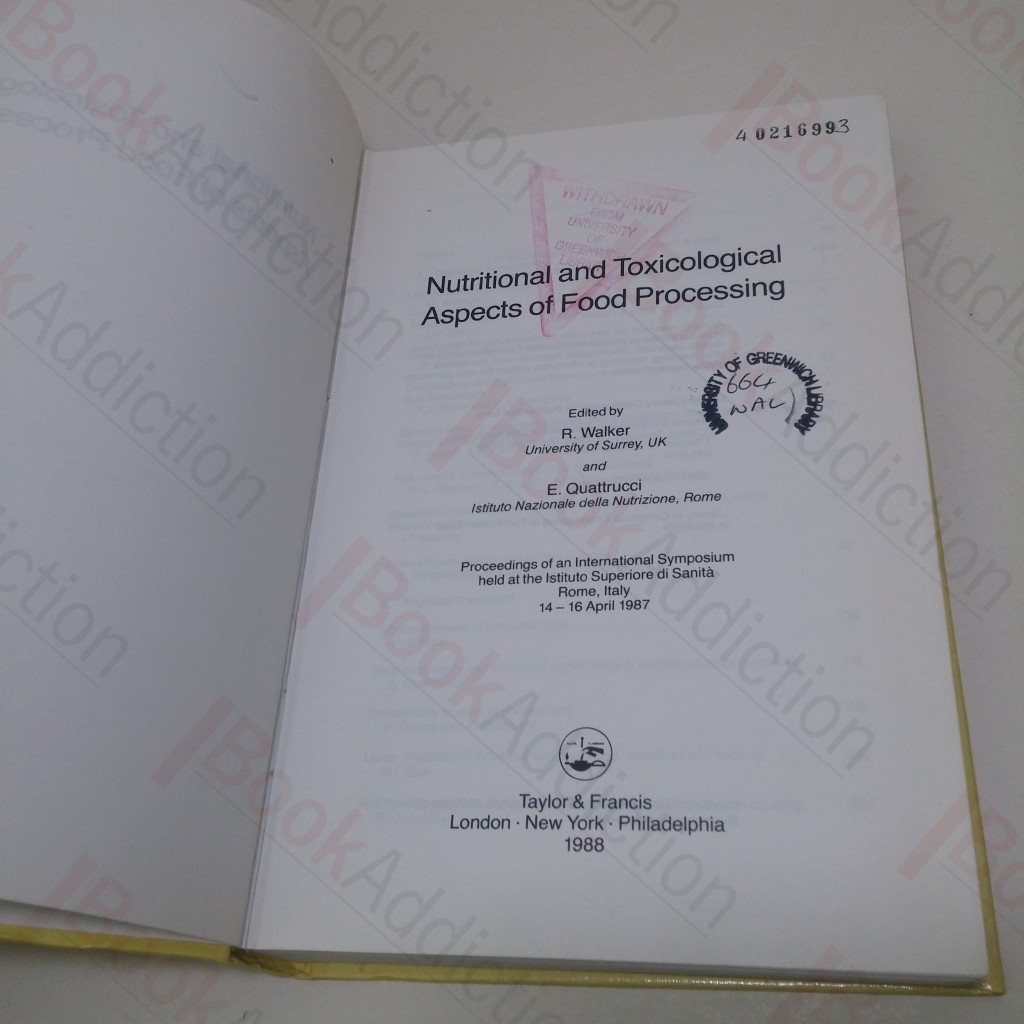 40216993
WITHDRAWN
FROM
UNIVERSITY
OF
GREENWICH
Nutritional and Toxicological
Aspects of Food Processing
UNIVERSITY OF GREENWICH LIBRARY
664
WAL
Edited by
R. Walker
University of Surrey, UK
and
E. Quattrucci
Istituto Nazionale della Nutrizione, Rome
Proceedings of an International Symposium
held at the Istituto Superiore di Sanità
Rome, Italy
14 – 16 April 1987
Taylor & Francis
London · New York · Philadelphia
1988
BookAddiction